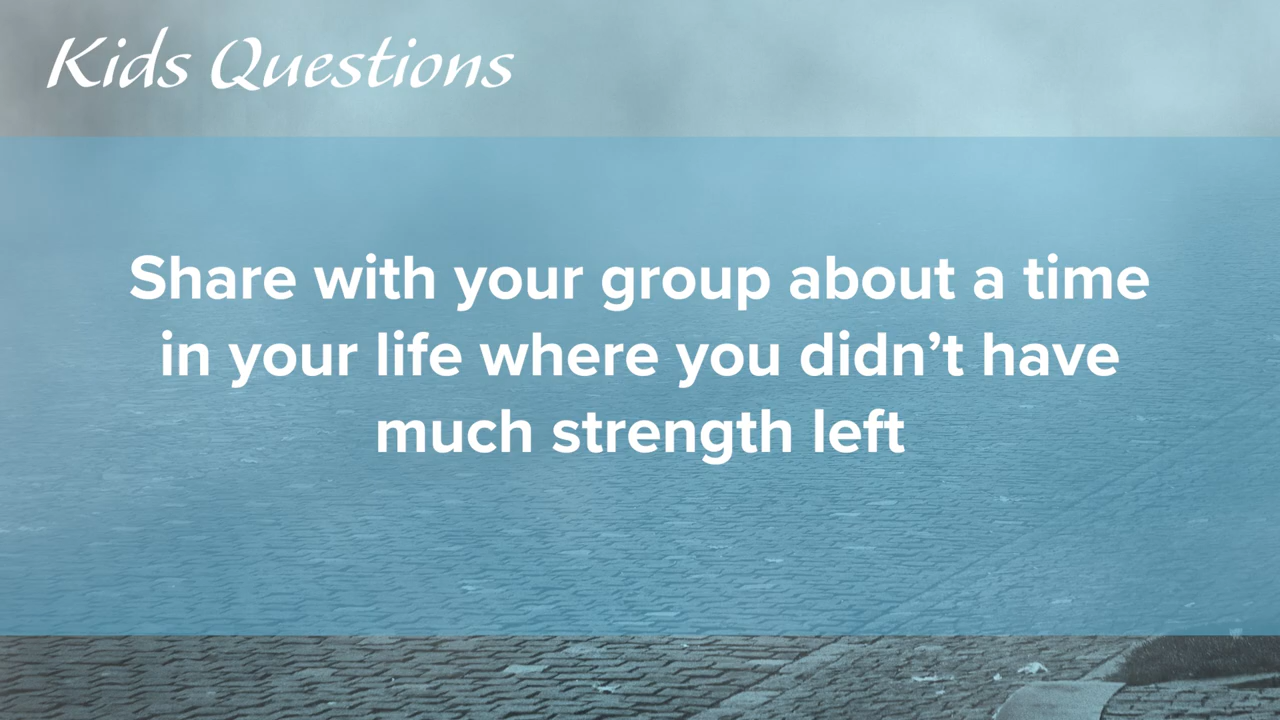 Kids Questions
Share with your group about a time
in your life where you didn’t have
much strength left